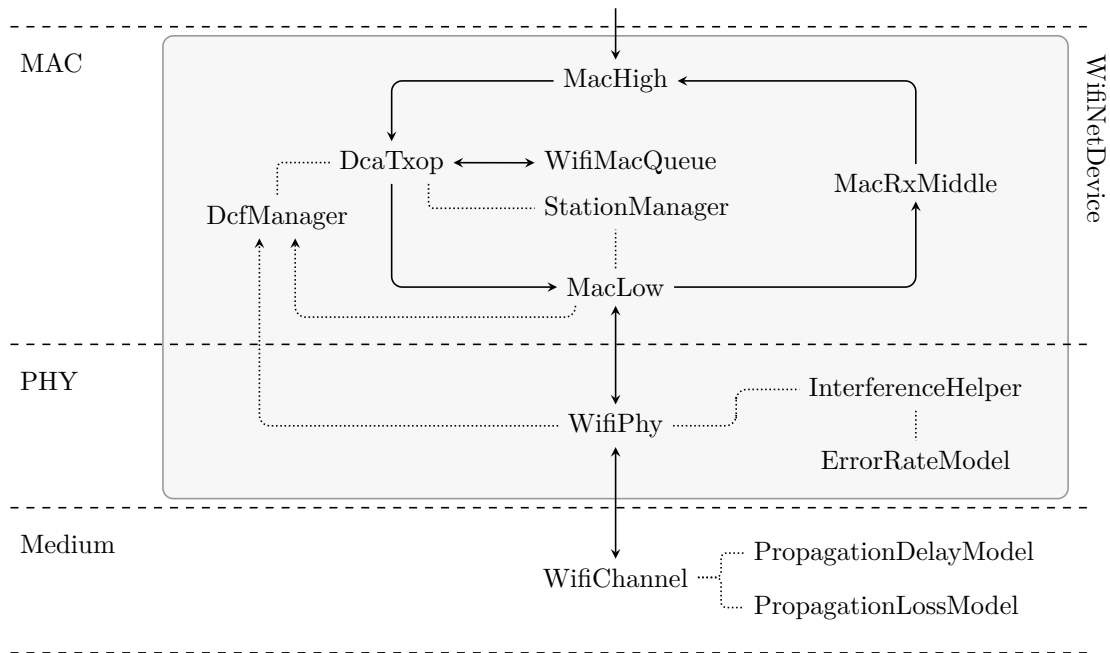 MAC
MacHigh
WifiNetDevice
DcaTxop
WifiMacQueue
MacRxMiddle
StationManager
DcfManager
MacLow
PHY
InterferenceHelper
WifiPhy
ErrorRateModel
Medium
PropagationDelayModel
WifiChannel
PropagationLossModel